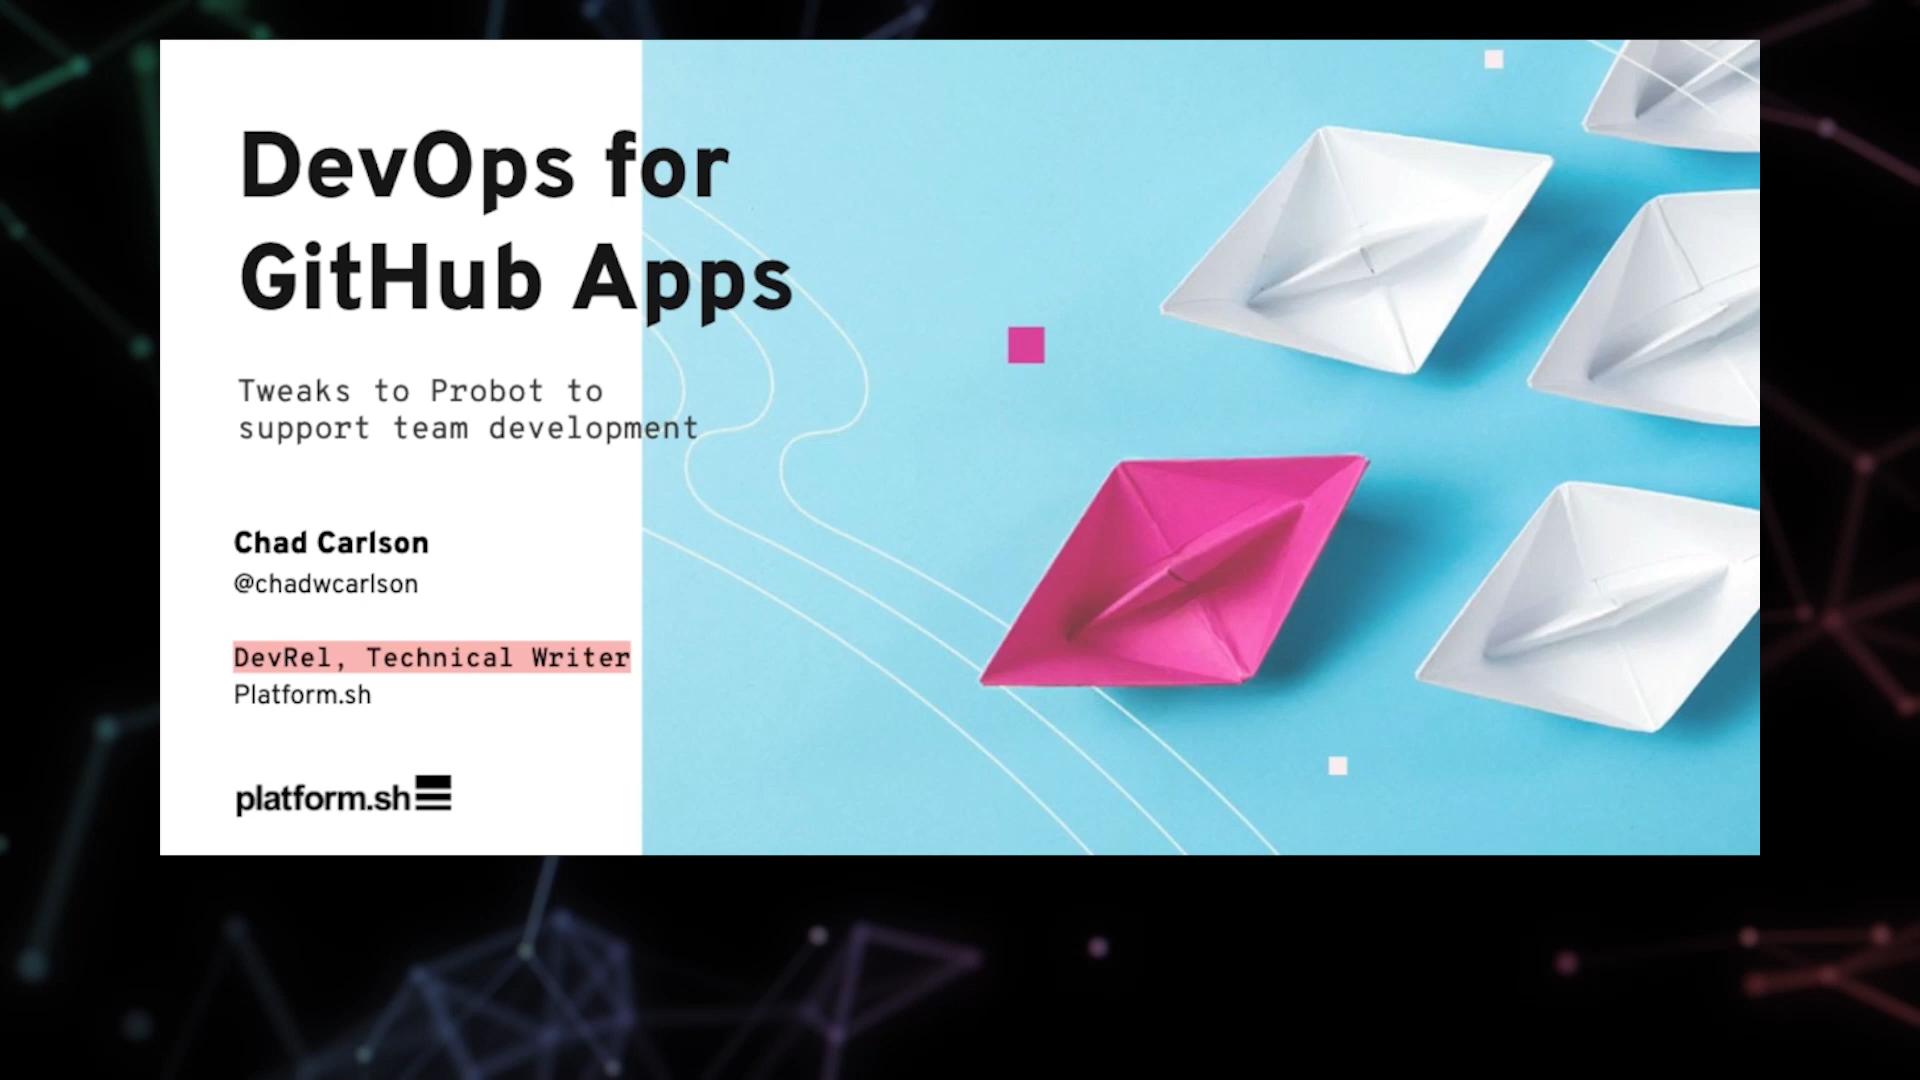 DevOps for
GitHub Apps
Tweaks to Probot to
support team development
Chad Carlson
@chadwcarlson
DevRel, Technical Writer
Platform.sh
platform.sh